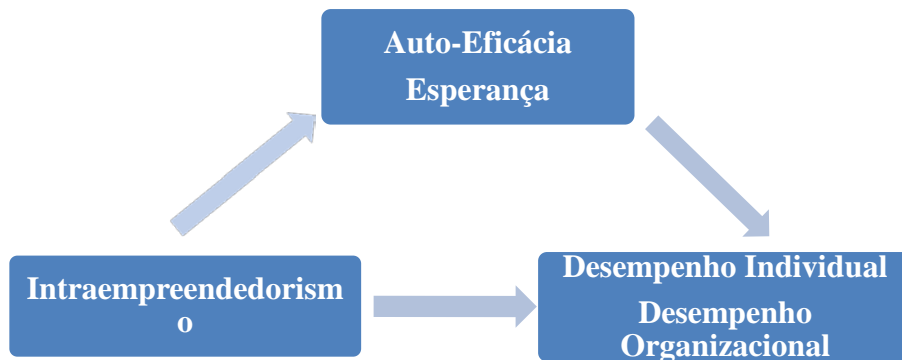 Auto-Eficácia
Esperança
Intraempreendedorism
o
Desempenho Individual
Desempenho
Organizacional